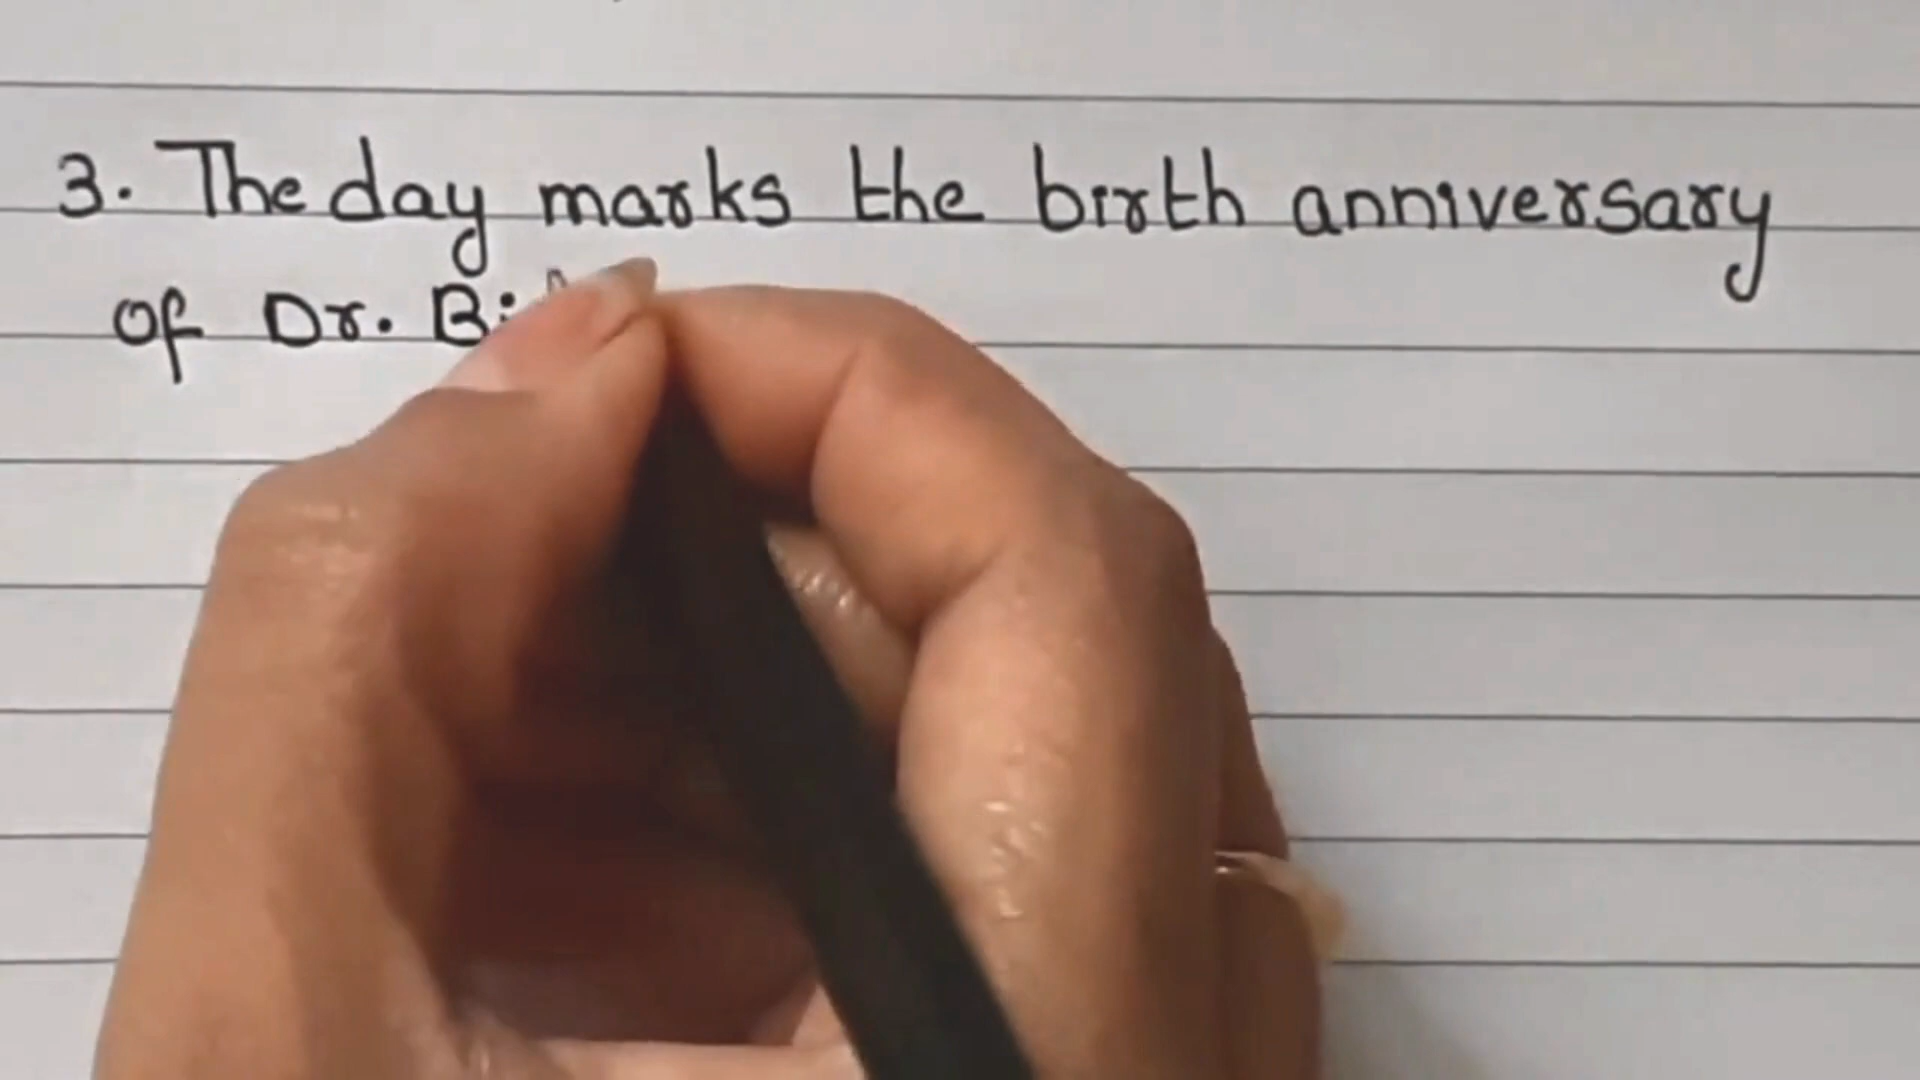 3. The day marks the birth anniversary
of Dr.